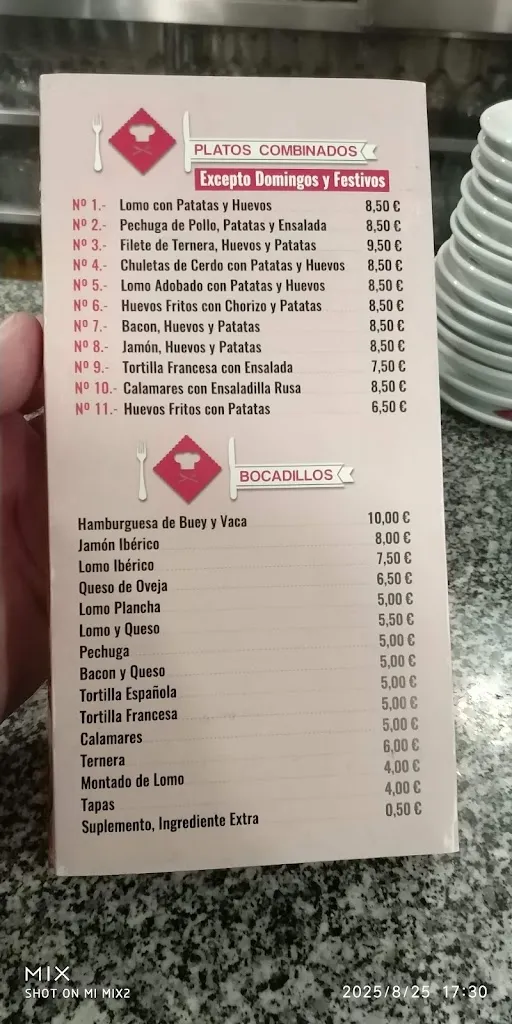 PLATOS COMBINADOS
Excepto Domingos y Festivos
Nº 1.- Lomo con Patatas y Huevos 8,50 €
Nº 2.- Pechuga de Pollo, Patatas y Ensalada 8,50 €
Nº 3.- Filete de Ternera, Huevos y Patatas 9,50 €
Nº 4.- Chuletas de Cerdo con Patatas y Huevos 8,50 €
Nº 5.- Lomo Adobado con Patatas y Huevos 8,50 €
Nº 6.- Huevos Fritos con Chorizo y Patatas 8,50 €
Nº 7.- Bacon, Huevos y Patatas 8,50 €
Nº 8.- Jamón, Huevos y Patatas 8,50 €
Nº 9.- Tortilla Francesa con Ensalada 7,50 €
Nº 10.- Calamares con Ensaladilla Rusa 8,50 €
Nº 11.- Huevos Fritos con Patatas 6,50 €
BOCADILLOS
Hamburguesa de Buey y Vaca 10,00 €
Jamón Ibérico 8,00 €
Lomo Ibérico 7,50 €
Queso de Oveja 6,50 €
Lomo Plancha 5,00 €
Lomo y Queso 5,50 €
Pechuga 5,00 €
Bacon y Queso 5,00 €
Tortilla Española 5,00 €
Tortilla Francesa 5,00 €
Calamares 5,00 €
Ternera 6,00 €
Montado de Lomo 4,00 €
Tapas 4,00 €
Suplemento, Ingrediente Extra 0,50 €
MIX
SHOT ON MI MIX2
2025/8/25 17:30